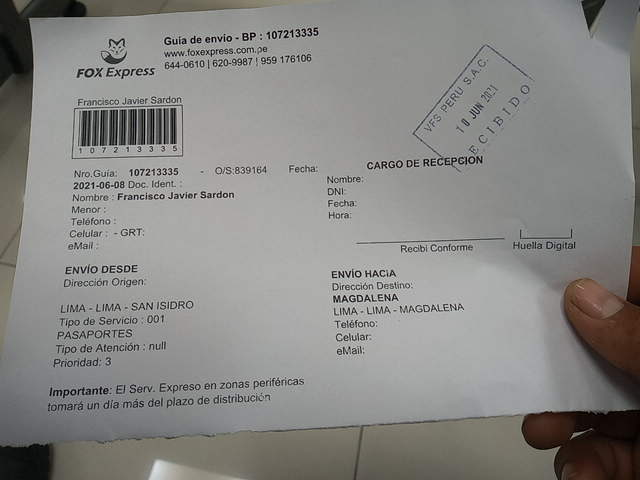 Guía de envio - BP : 107213335
www.foxexpress.com.pe
644-0610 | 620-9987 | 959 176106
FOX Express
Francisco Javier Sardon
107213335
VFS PERU S.A.C.
10 JUN 2021
ECIBIDO
Nro.Guia: 107213335 - O/S:839164 Fecha:
2021-06-08 Doc. Ident. :
Nombre : Francisco Javier Sardon
Menor :
Teléfono :
Celular : - GRT:
eMail :
CARGO DE RECEPCION
Nombre:
DNI:
Fecha:
Hora:
Recibi Conforme
Huella Digital
ENVÍO DESDE
Dirección Origen:
LIMA - LIMA - SAN ISIDRO
Tipo de Servicio : 001
PASAPORTES
Tipo de Atención : null
Prioridad: 3
ENVÍO HACIA
Dirección Destino:
MAGDALENA
LIMA - LIMA - MAGDALENA
Teléfono:
Celular:
eMail:
Importante: El Serv. Expreso en zonas periféricas
tomará un día más del plazo de distribución